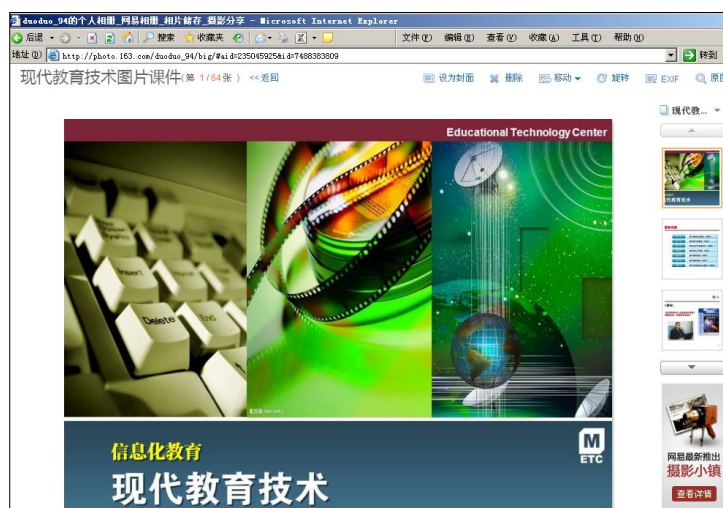 duoduo_94的个人相册_网易相册_相片储存_摄影分享 - Microsoft Internet Explorer
后退 搜索 收藏夹 文件(F) 编辑(E) 查看(V) 收藏(A) 工具(T) 帮助(H)
地址(D) http://photo.163.com/duoduo_94/big/#aid=235045925&id=7488383809 转到
现代教育技术图片课件(第 1/64张 ) <<返回 设为封面 删除 移动 旋转 EXIF 原图
现代教...
Educational Technology Center
Insert
Delete
End
信息化教育
现代教育技术
M
ETC
网易最新推出
摄影小镇
查看详情